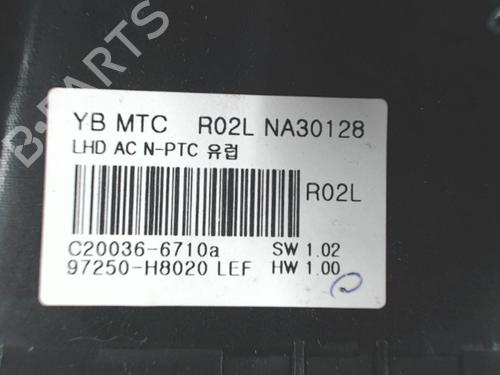 YB MTC R02L NA30128
LHD AC N-PTC 유럽
R02L
C20036-6710a SW 1.02
97250-H8020 LEF HW 1.00